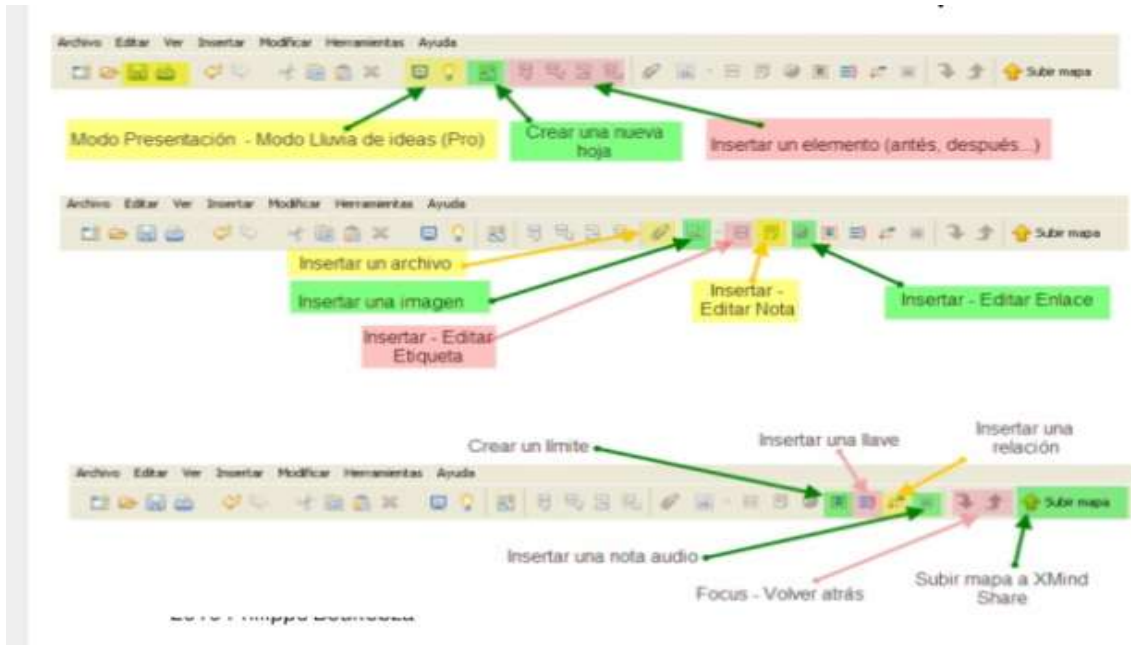 Archivo Editar Ver Insertar Modificar Herramientas Ayuda
Subir mapa
Modo Presentación - Modo Lluvia de ideas (Pro)
Crear una nueva
hoja
Insertar un elemento (antés, después...)
Archivo Editar Ver Insertar Modificar Herramientas Ayuda
Subir mapa
Insertar un archivo
Insertar una imagen
Insertar - Editar
Etiqueta
Insertar -
Editar Nota
Insertar - Editar Enlace
Crear un límite
Insertar una llave
Insertar una
relación
Archivo Editar Ver Insertar Modificar Herramientas Ayuda
Subir mapa
Insertar una nota audio
Focus - Volver atrás
Subir mapa a XMind
Share